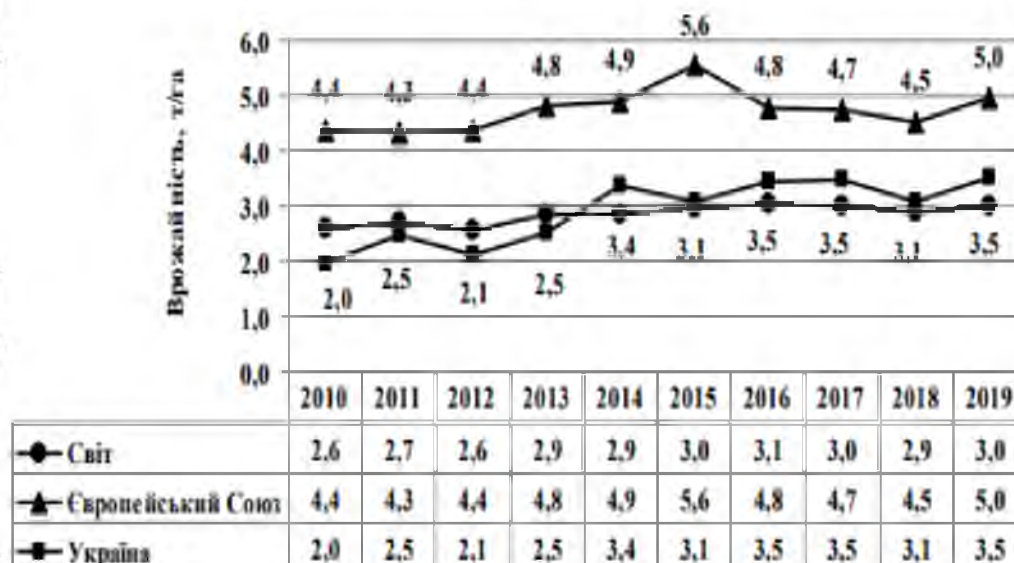 Врожайність, т/га
6,0
5,0
4,0
3,0
2,0
1,0
0,0
4,4 4,3 4,4 4,8 4,9 5,6 4,8 4,7 4,5 5,0
2,0 2,5 2,1 2,5 3,4 3,1 3,5 3,5 3,1 3,5
2010 2011 2012 2013 2014 2015 2016 2017 2018 2019
Світ 2,6 2,7 2,6 2,9 2,9 3,0 3,1 3,0 2,9 3,0
Європейський Союз 4,4 4,3 4,4 4,8 4,9 5,6 4,8 4,7 4,5 5,0
Україна 2,0 2,5 2,1 2,5 3,4 3,1 3,5 3,5 3,1 3,5